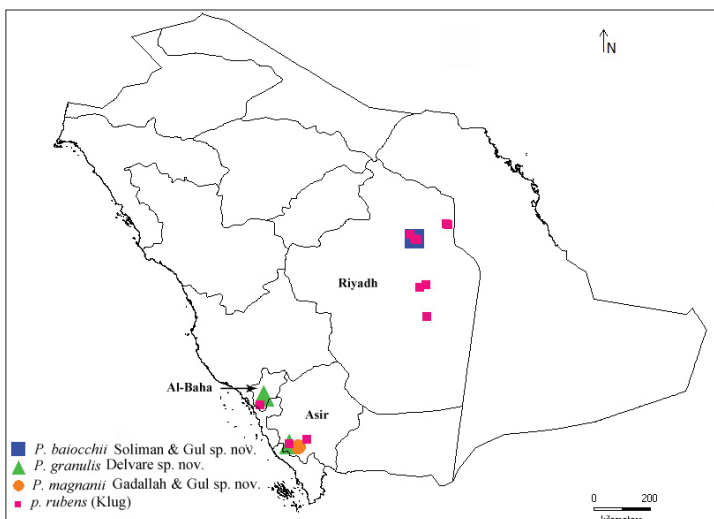 N
Riyadh
Al-Baha
Asir
P. baiocchii Soliman & Gul sp. nov.
P. granulis Delvare sp. nov.
P. magnanii Gadallah & Gul sp. nov.
p. rubens (Klug)
0 200
kilometers